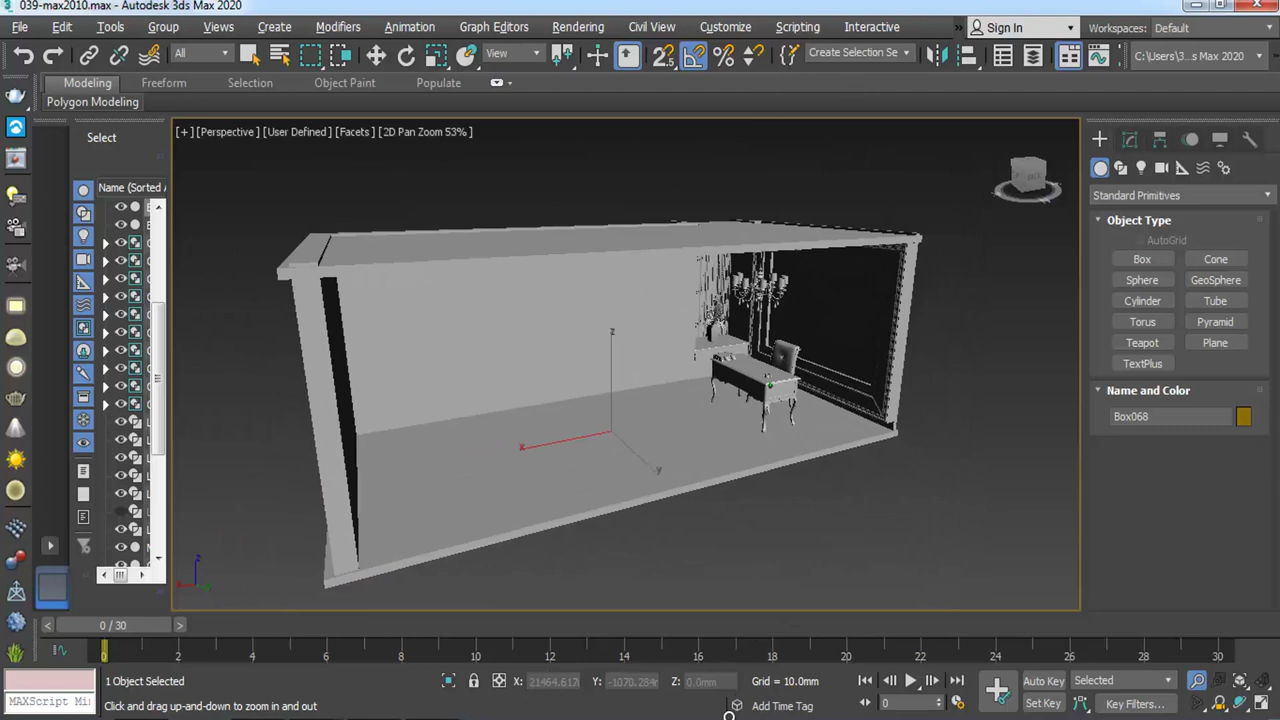 039-max2010.max - Autodesk 3ds Max 2020
File Edit Tools Group Views Create Modifiers Animation Graph Editors Rendering Civil View Customize Scripting Interactive Sign In Workspaces: Default
All View Create Selection Se C:\Users\3...s Max 2020
Modeling Freeform Selection Object Paint Populate
Polygon Modeling
Select
[+] [Perspective] [User Defined] [Facets] [2D Pan Zoom 53%]
Name (Sorted A
Standard Primitives
Object Type
AutoGrid
Box Cone
Sphere GeoSphere
Cylinder Tube
Torus Pyramid
Teapot Plane
TextPlus
Name and Color
Box068
z
x
y
z
x
0 / 30
0 2 4 6 8 10 12 14 16 18 20 22 24 26 28 30
1 Object Selected X: 21464.617 Y: -1070.284 Z: 0.0mm Grid = 10.0mm Auto Key Selected
MAXScript Mi Click and drag up-and-down to zoom in and out Add Time Tag 0 Set Key Key Filters...